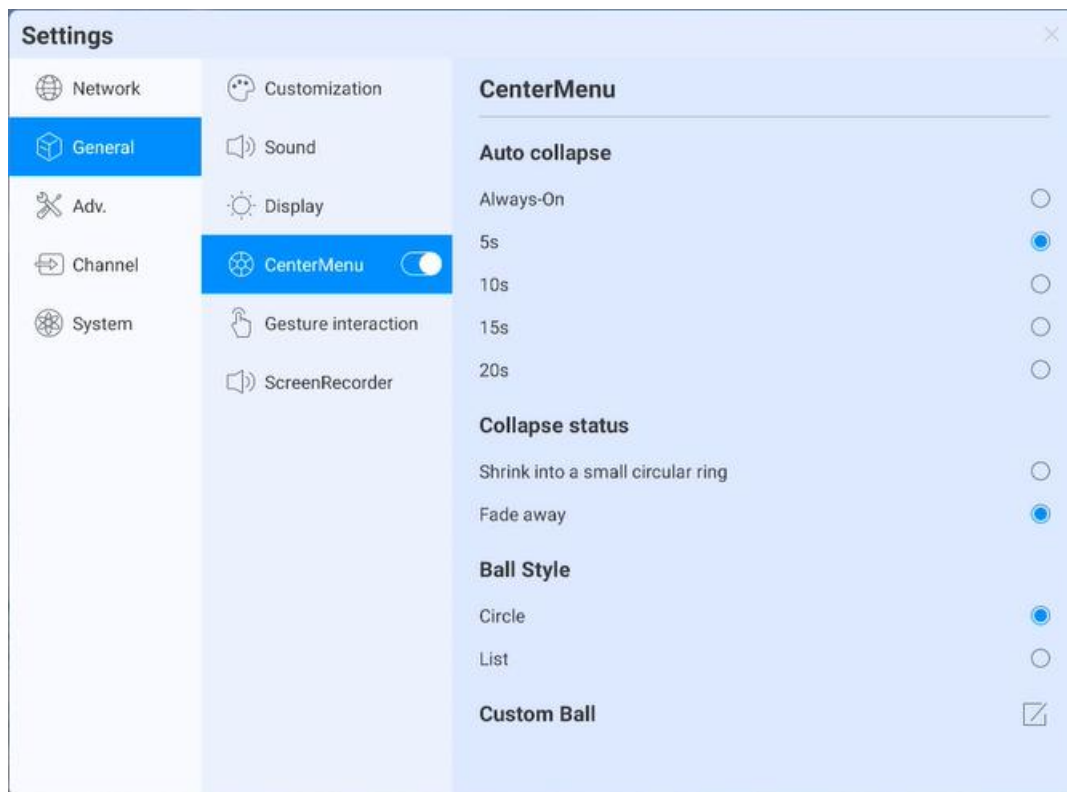 Settings
Network
General
Adv.
Channel
System
Customization
Sound
Display
CenterMenu
Gesture interaction
ScreenRecorder
CenterMenu
Auto collapse
Always-On
5s
10s
15s
20s
Collapse status
Shrink into a small circular ring
Fade away
Ball Style
Circle
List
Custom Ball